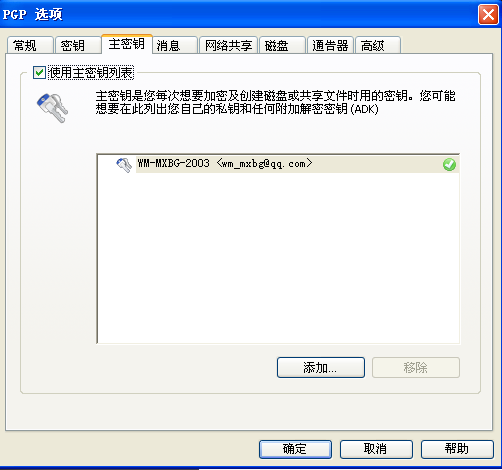 PGP 选项
常规 密钥 主密钥 消息 网络共享 磁盘 通告器 高级
使用主密钥列表
主密钥是您每次想要加密及创建磁盘或共享文件时用的密钥。您可能
想要在此列出您自己的私钥和任何附加解密密钥(ADK)
WM-MXBG-2003 <wm_mxbg@qq.com>
添加... 移除
确定 取消 帮助